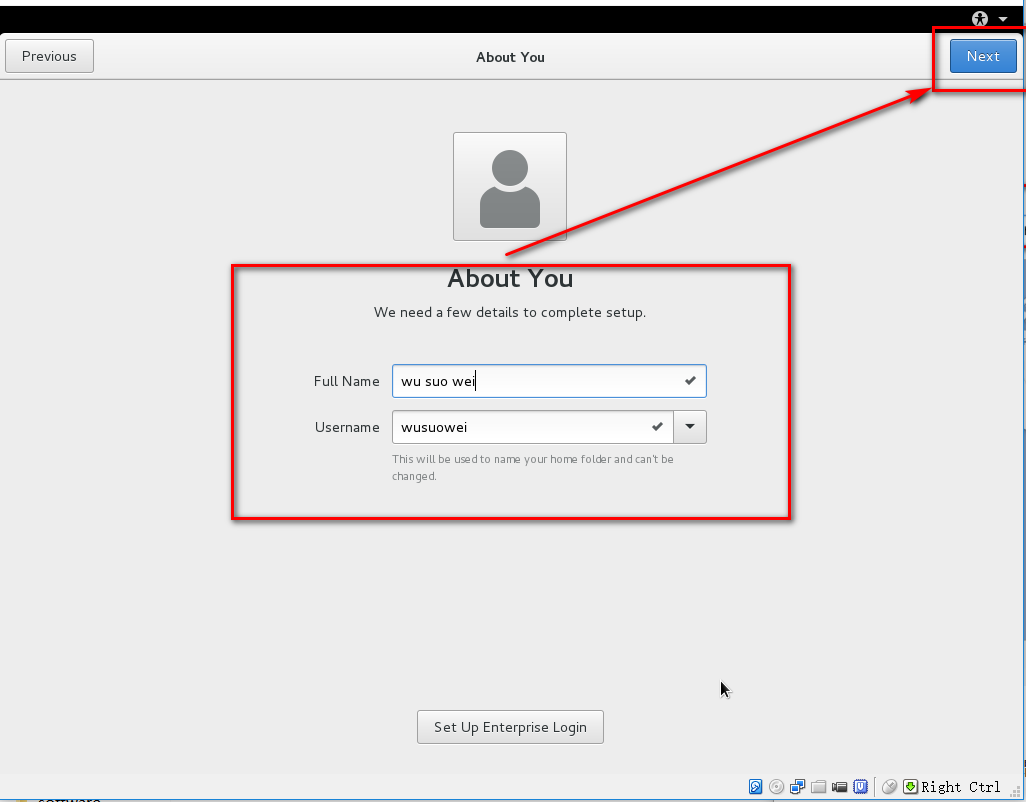 Previous
About You
Next
About You
We need a few details to complete setup.
Full Name
wu suo wei
Username
wusuowei
This will be used to name your home folder and can't be
changed.
Set Up Enterprise Login
Right Ctrl
software